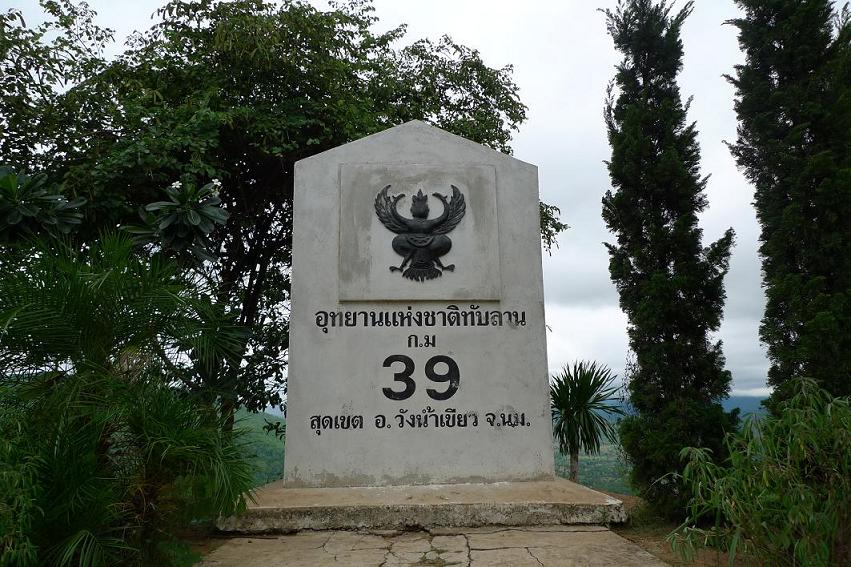 อุทยานแห่งชาติทับลาน
ก.ม
39
สุดเขต อ.วังน้ำเขียว จ.นม.